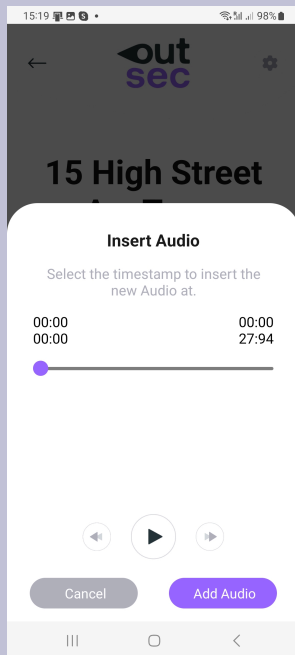 15:19 98%
out
sec
15 High Street
Insert Audio
Select the timestamp to insert the
new Audio at.
00:00 00:00
00:00 27:94
Cancel Add Audio